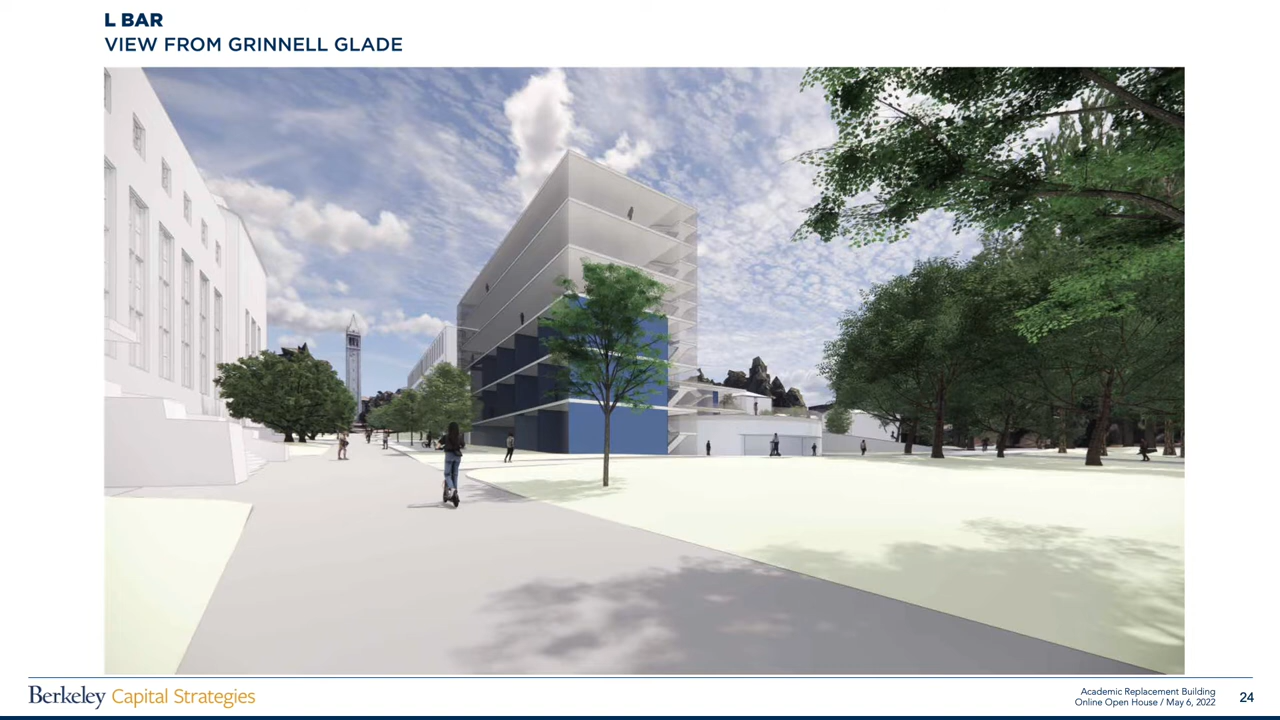 L BAR
VIEW FROM GRINNELL GLADE
Berkeley Capital Strategies
Academic Replacement Building
Online Open House / May 6, 2022
24